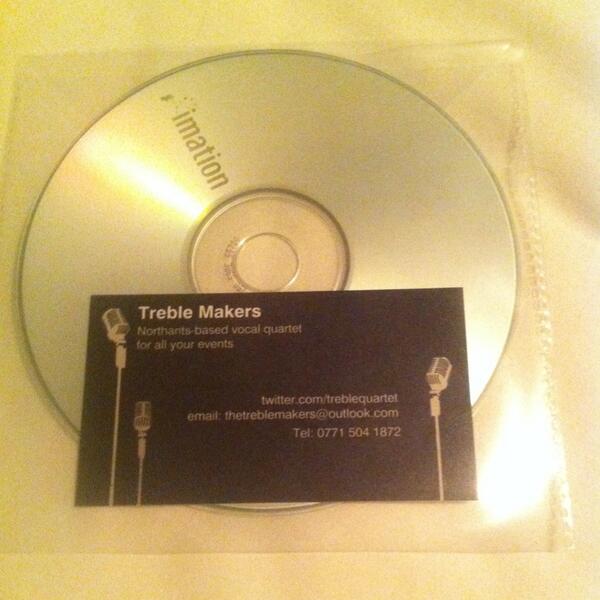 imation
Treble Makers
Northants-based vocal quartet
for all your events
twitter.com/treblequartet
email: thetreblemakers@outlook.com
Tel: 0771 504 1872